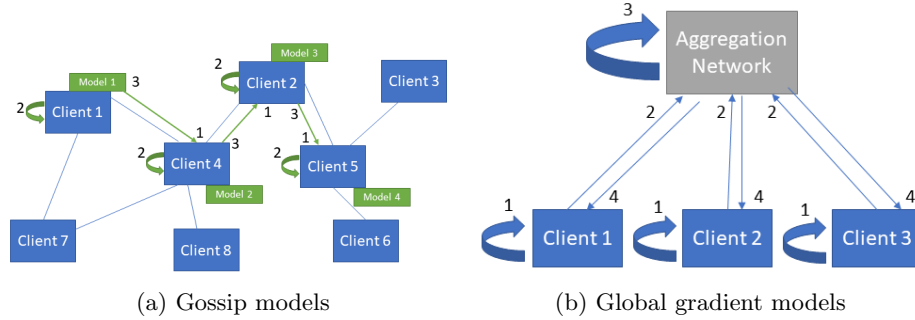 Model 1
3
2
Client 1
Model 3
2
Client 2
1
3
Client 3
1
3
2
Client 4
Model 2
1
2
Client 5
Model 4
Client 7
Client 8
Client 6
(a) Gossip models
3
Aggregation
Network
2
2
2
4
4
4
1
Client 1
1
Client 2
1
Client 3
(b) Global gradient models